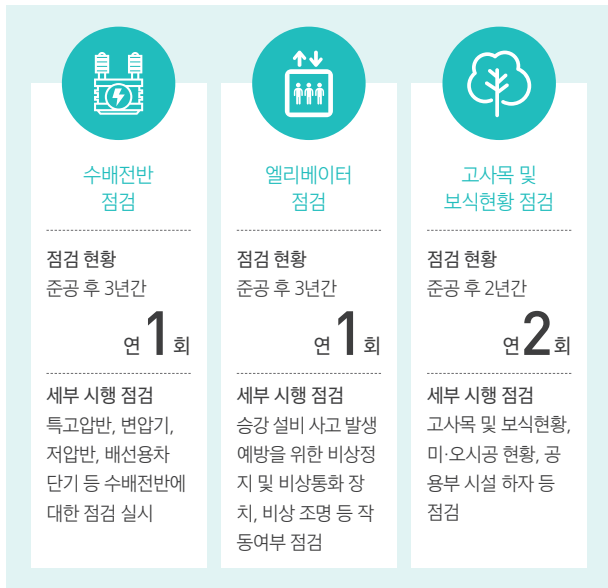 수배전반
점검
점검 현황
준공 후 3년간
연 1 회
세부 시행 점검
특고압반, 변압기,
저압반, 배선용차
단기 등 수배전반에
대한 점검 실시
엘리베이터
점검
점검 현황
준공 후 3년간
연 1 회
세부 시행 점검
승강 설비 사고 발생
예방을 위한 비상정
지 및 비상통화 장
치, 비상 조명 등 작
동여부 점검
고사목 및
보식현황 점검
점검 현황
준공 후 2년간
연 2 회
세부 시행 점검
고사목 및 보식현황,
미·오시공 현황, 공
용부 시설 하자 등
점검